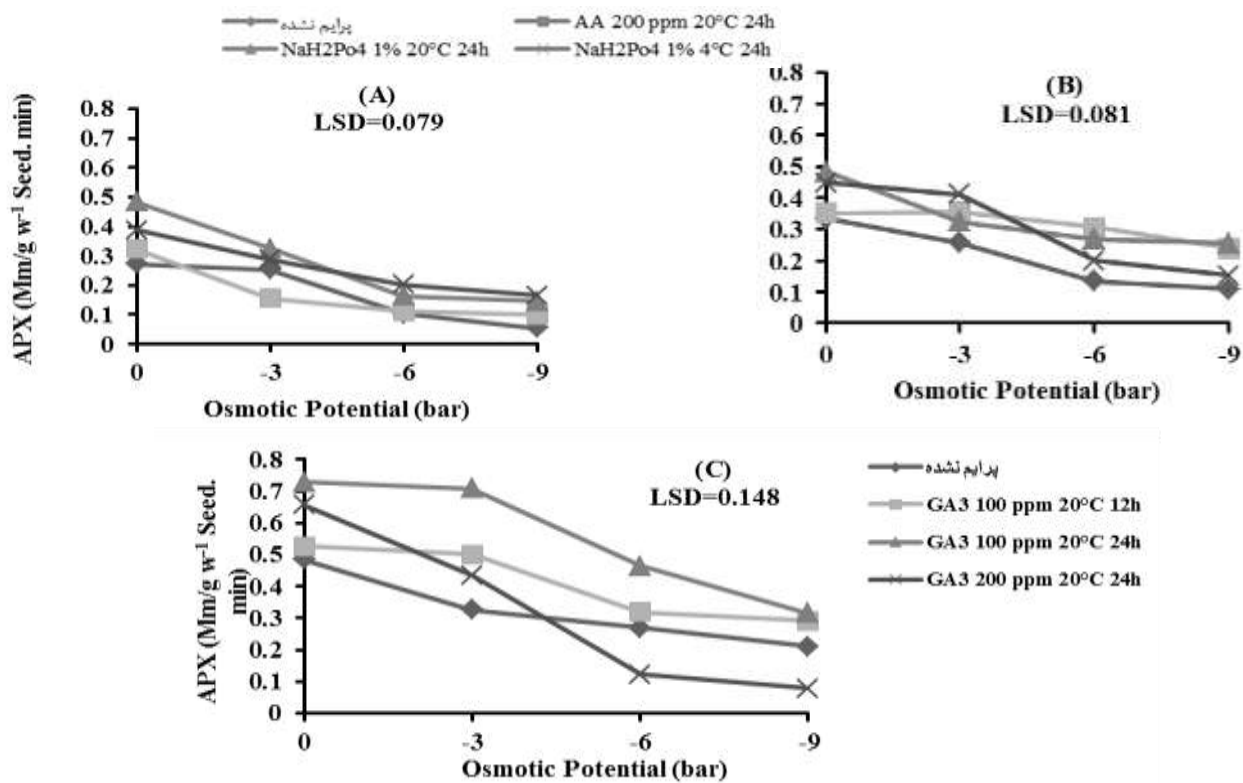 پرایم نشده
AA 200 ppm 20°C 24h
NaH2Po4 1% 20°C 24h
NaH2Po4 1% 4°C 24h
(A)
LSD=0.079
APX (Mm/g w⁻¹ Seed. min)
0.8
0.7
0.6
0.5
0.4
0.3
0.2
0.1
0
0 -3 -6 -9
Osmotic Potential (bar)
(B)
LSD=0.081
0.8
0.7
0.6
0.5
0.4
0.3
0.2
0.1
0
0 -3 -6 -9
Osmotic Potential (bar)
(C)
LSD=0.148
APX (Mm/g w⁻¹ Seed.
min)
0.8
0.7
0.6
0.5
0.4
0.3
0.2
0.1
0
0 -3 -6 -9
Osmotic Potential (bar)
پرایم نشده
GA3 100 ppm 20°C 12h
GA3 100 ppm 20°C 24h
GA3 200 ppm 20°C 24h